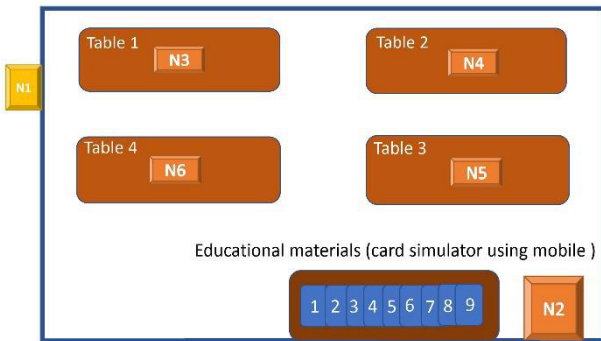 Table 1
N3
Table 2
N4
N1
Table 4
N6
Table 3
N5
Educational materials (card simulator using mobile )
1 2 3 4 5 6 7 8 9
N2